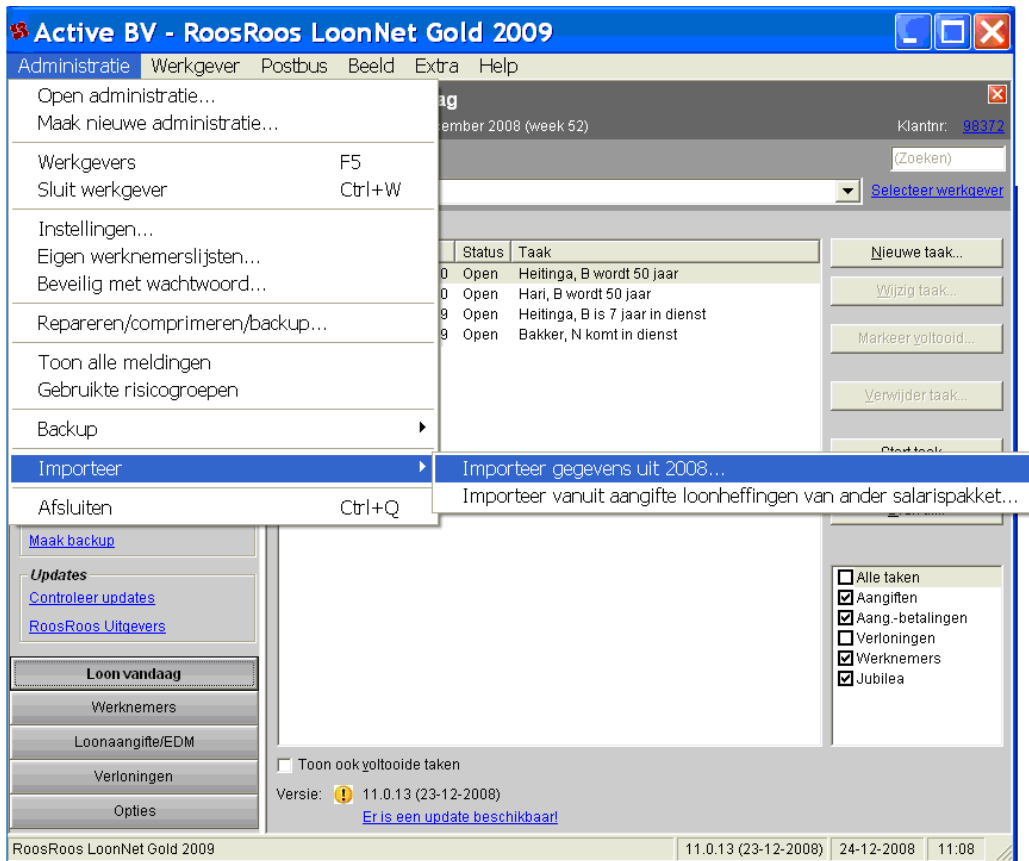 Active BV - RoosRoos LoonNet Gold 2009
Administratie Werkgever Postbus Beeld Extra Help
Open administratie...
Maak nieuwe administratie...
Werkgevers F5
Sluit werkgever Ctrl+W
Instellingen...
Eigen werknemerslijsten...
Beveilig met wachtwoord...
Repareren/comprimeren/backup...
Toon alle meldingen
Gebruikte risicogroepen
Backup
Importeer
Afsluiten Ctrl+Q
Importeer gegevens uit 2008...
Importeer vanuit aangifte loonheffingen van ander salarispakket...
2008 (week 52)
Klantnr: 98372
(Zoeken)
Selecteer werkgever
Status Taak
0 Open Heitinga, B wordt 50 jaar
0 Open Hari, B wordt 50 jaar
9 Open Heitinga, B is 7 jaar in dienst
9 Open Bakker, N komt in dienst
Nieuwe taak...
Wijzig taak...
Markeer voltooid...
Verwijder taak...
Maak backup
Updates
Controleer updates
RoosRoos Uitgevers
Loon vandaag
Werknemers
Loonaangifte/EDM
Verloningen
Opties
Alle taken
Aangiften
Aang.-betalingen
Verloningen
Werknemers
Jubilea
Toon ook voltooide taken
Versie: 11.0.13 (23-12-2008)
Er is een update beschikbaar!
RoosRoos LoonNet Gold 2009 11.0.13 (23-12-2008) 24-12-2008 11:08